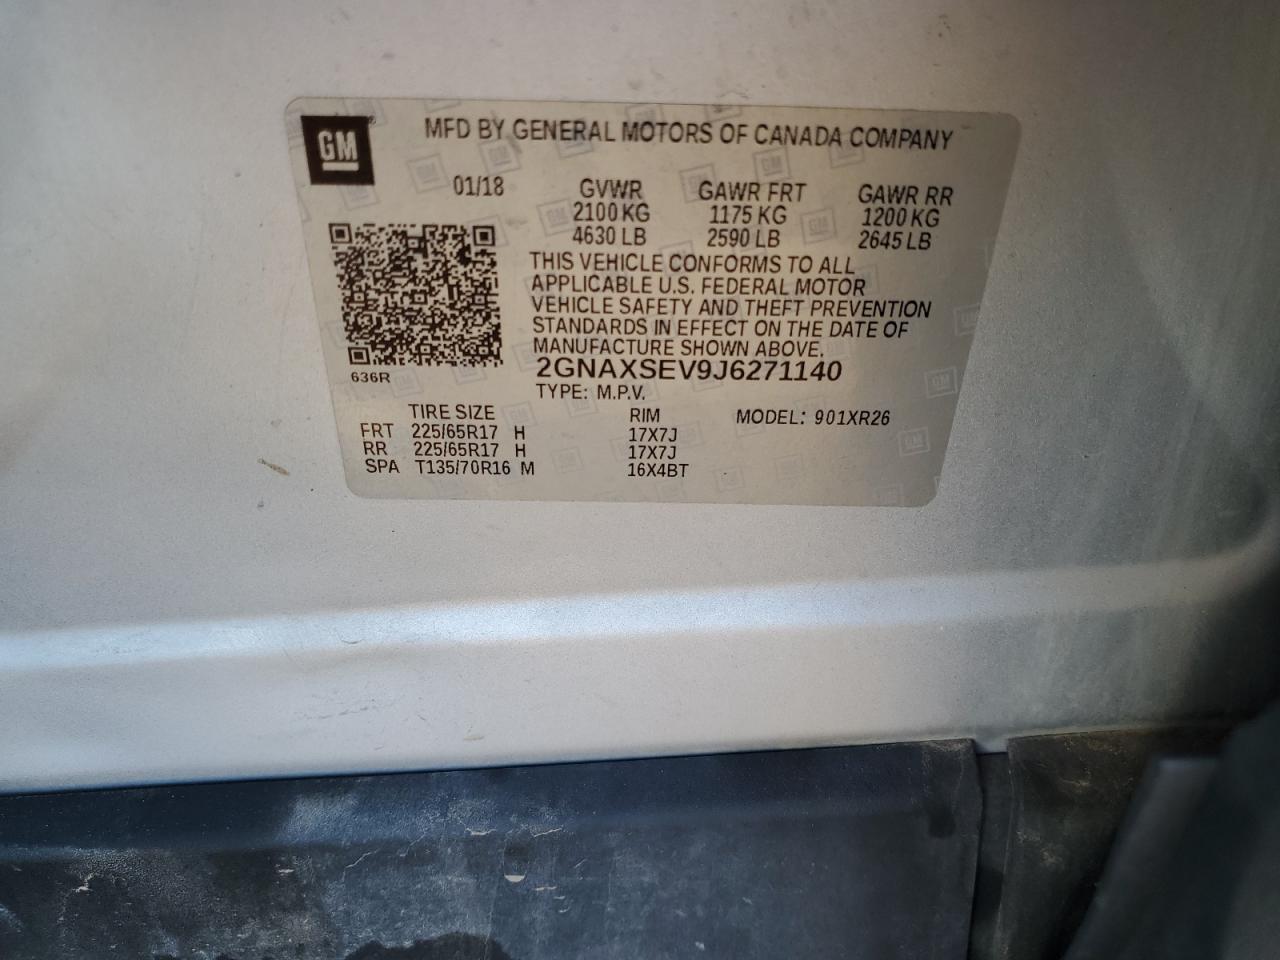 GM
MFD BY GENERAL MOTORS OF CANADA COMPANY
01/18 GVWR GAWR FRT GAWR RR
2100 KG 1175 KG 1200 KG
4630 LB 2590 LB 2645 LB
THIS VEHICLE CONFORMS TO ALL
APPLICABLE U.S. FEDERAL MOTOR
VEHICLE SAFETY AND THEFT PREVENTION
STANDARDS IN EFFECT ON THE DATE OF
MANUFACTURE SHOWN ABOVE.
2GNAXSEV9J6271140
636R
TYPE: M.P.V.
TIRE SIZE RIM MODEL: 901XR26
FRT 225/65R17 H 17X7J
RR 225/65R17 H 17X7J
SPA T135/70R16 M 16X4BT